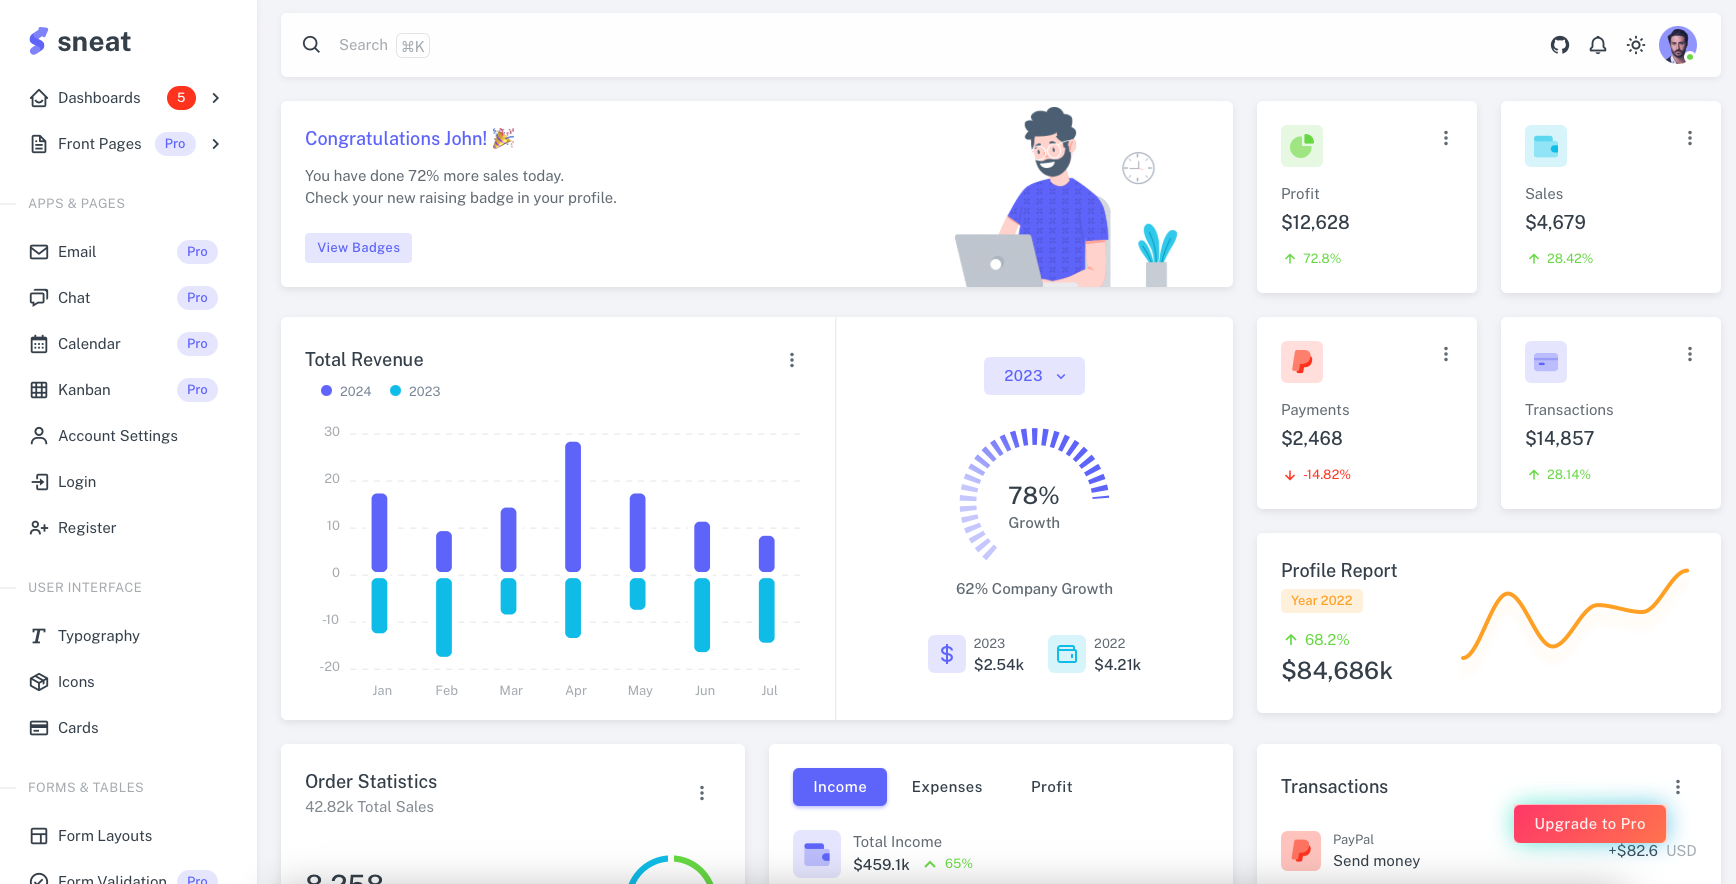 sneat
Search ⌘K
Dashboards 5
Front Pages Pro
APPS & PAGES
Email Pro
Chat Pro
Calendar Pro
Kanban Pro
Account Settings
Login
Register
USER INTERFACE
Typography
Icons
Cards
FORMS & TABLES
Form Layouts
Form Validation Pro
Congratulations John! 🎉
You have done 72% more sales today.
Check your new raising badge in your profile.
View Badges
Profit
$12,628
72.8%
Sales
$4,679
28.42%
Total Revenue
2024 2023
30
20
10
0
-10
-20
Jan Feb Mar Apr May Jun Jul
2023
78%
Growth
62% Company Growth
2023
$2.54k
2022
$4.21k
Payments
$2,468
-14.82%
Transactions
$14,857
28.14%
Profile Report
Year 2022
68.2%
$84,686k
Order Statistics
42.82k Total Sales
8,258
Income Expenses Profit
Total Income
$459.1k 65%
Transactions
Upgrade to Pro
PayPal
Send money
+$82.6 USD